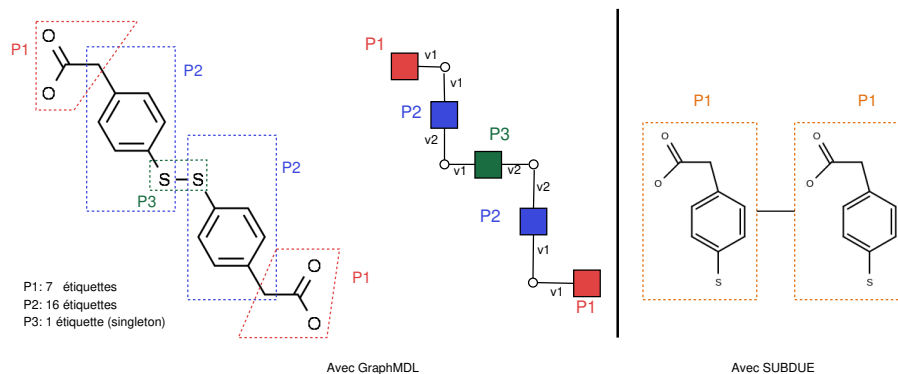 P1
O
O
P2
S
S
P3
P2
P1
O
O
P1: 7 étiquettes
P2: 16 étiquettes
P3: 1 étiquette (singleton)
P1
v1
v1
P2
v2
v1
P3
v2
v2
P2
v1
v1
P1
Avec GraphMDL
P1
P1
O
O
S
O
O
S
Avec SUBDUE